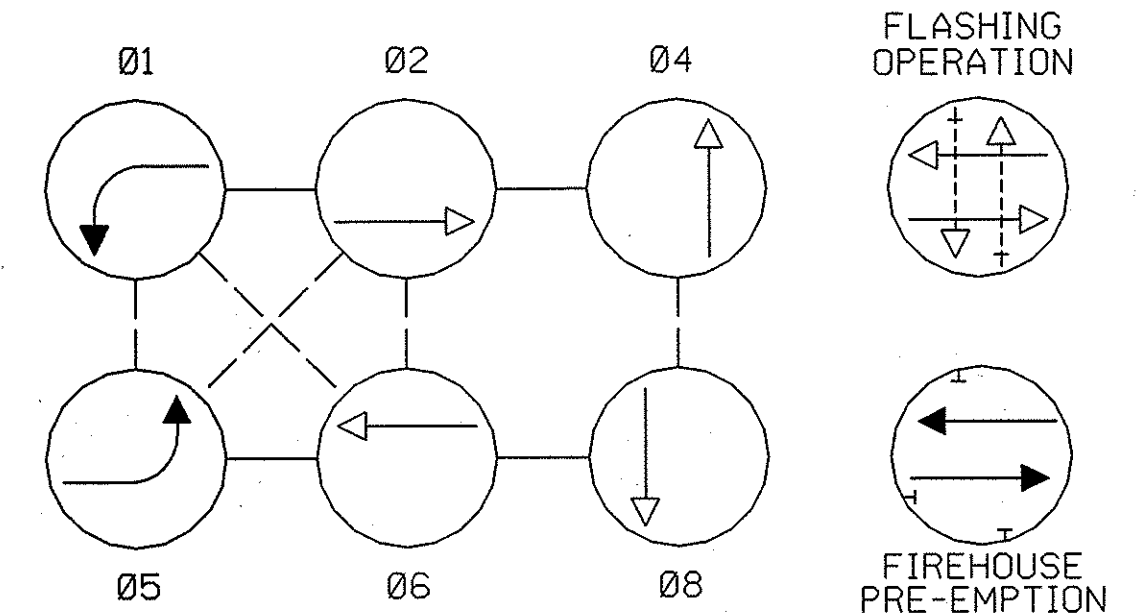 Ø1
Ø2
Ø4
FLASHING
OPERATION
Ø5
Ø6
Ø8
FIREHOUSE
PRE-EMPTION